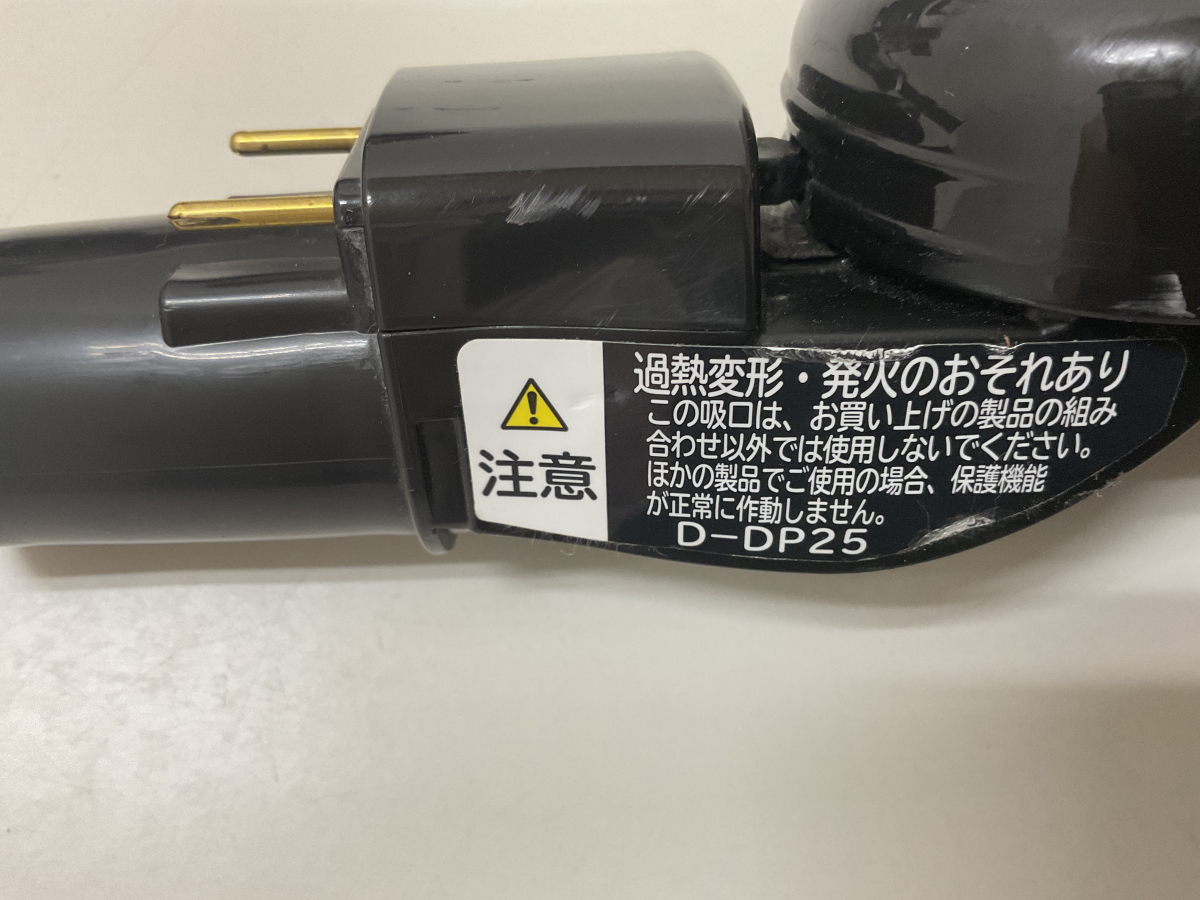 注意
過熱変形・発火のおそれあり
この吸口は、お買い上げの製品の組み
合わせ以外では使用しないでください。
ほかの製品でご使用の場合、保護機能
が正常に作動しません。
D-DP25